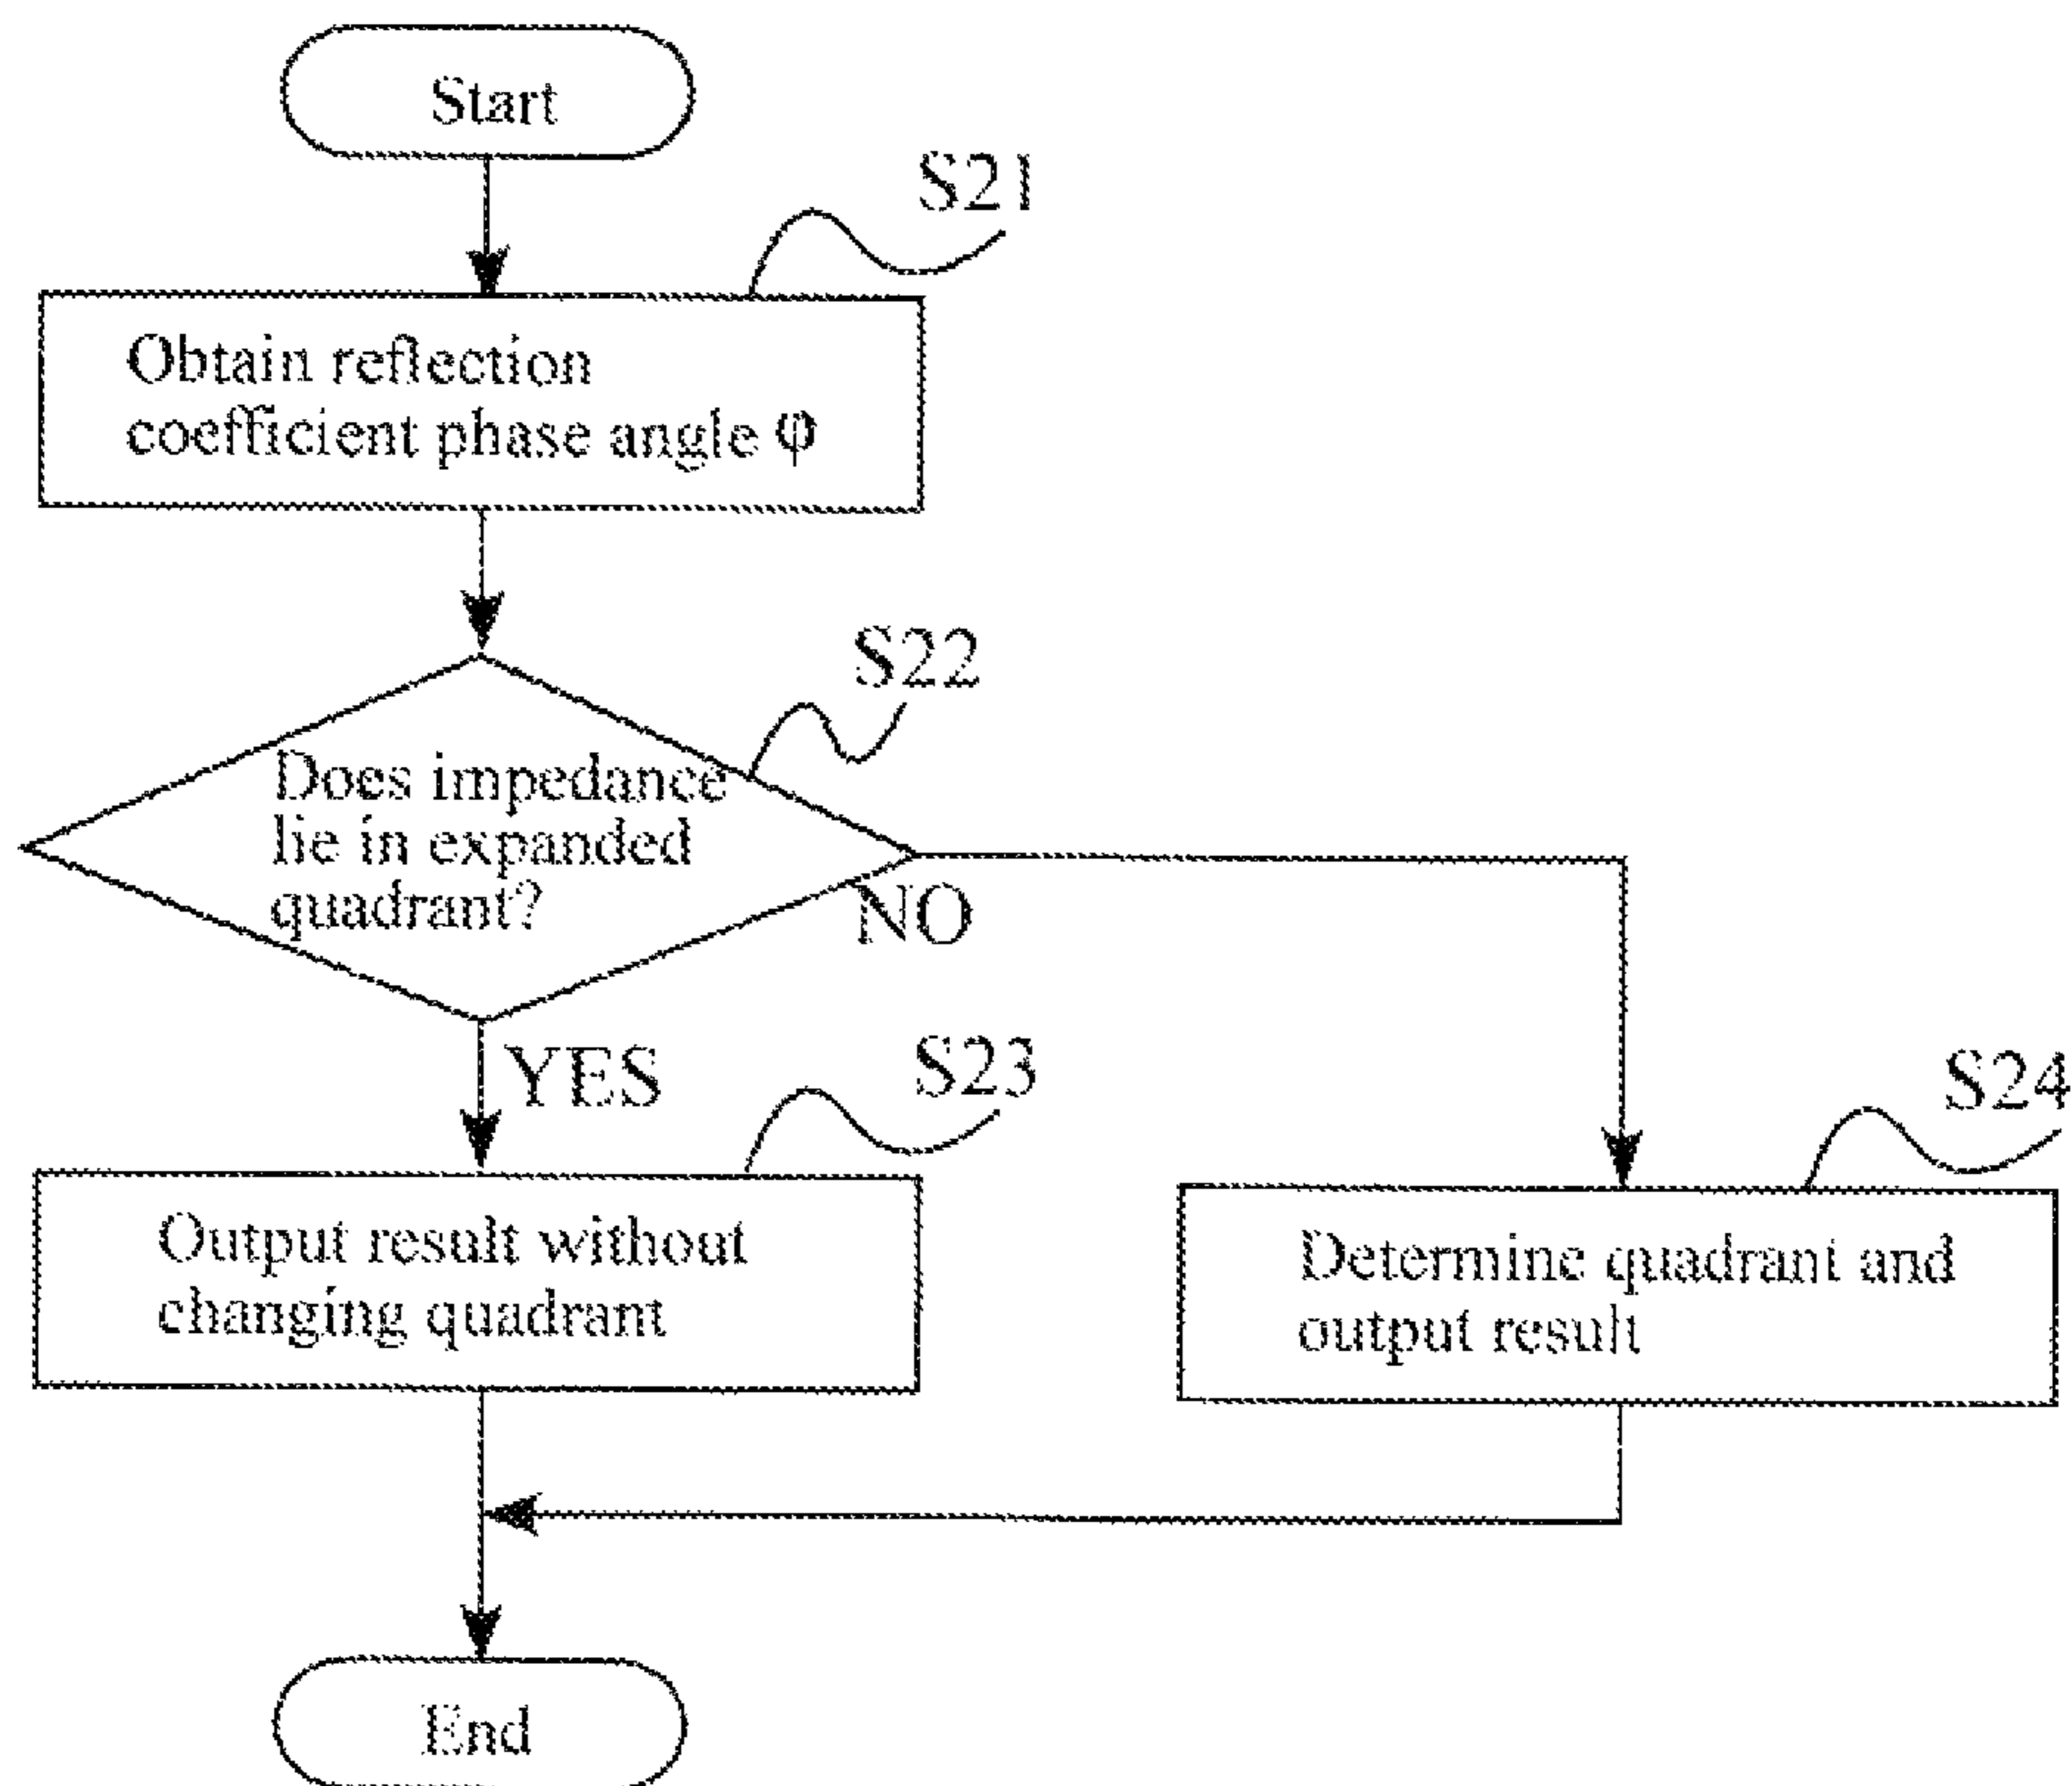 Start
S21
Obtain reflection
coefficient phase angle φ
S22
Does impedance
lie in expanded
quadrant?
NO
YES
S23
S24
Output result without
changing quadrant
Determine quadrant and
output result
End